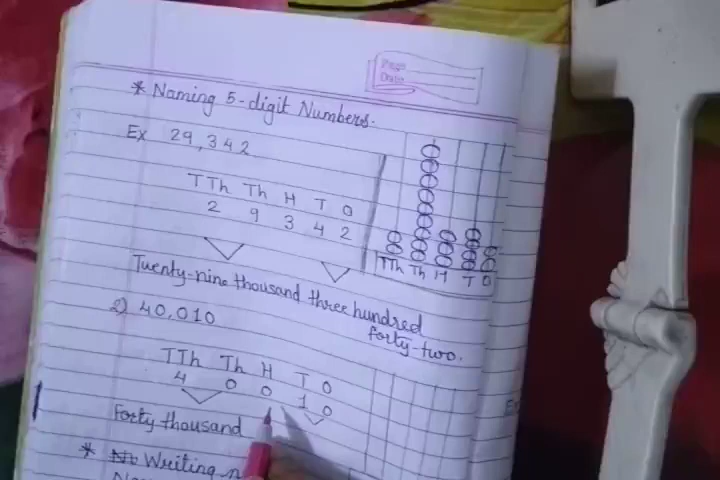 Page
Date
* Naming 5-digit Numbers.
Ex 29,342
TTh Th H T O
2 9 3 4 2
TTh Th H T O
Twenty-nine thousand three hundred
forty-two.
2) 40,010
TTh Th H T O
4 0 0 1 0
Forty thousand
* Writing